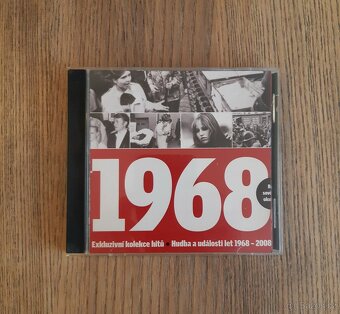 1968
Exkluzivní kolekce hitů • Hudba a události let 1968 – 2008